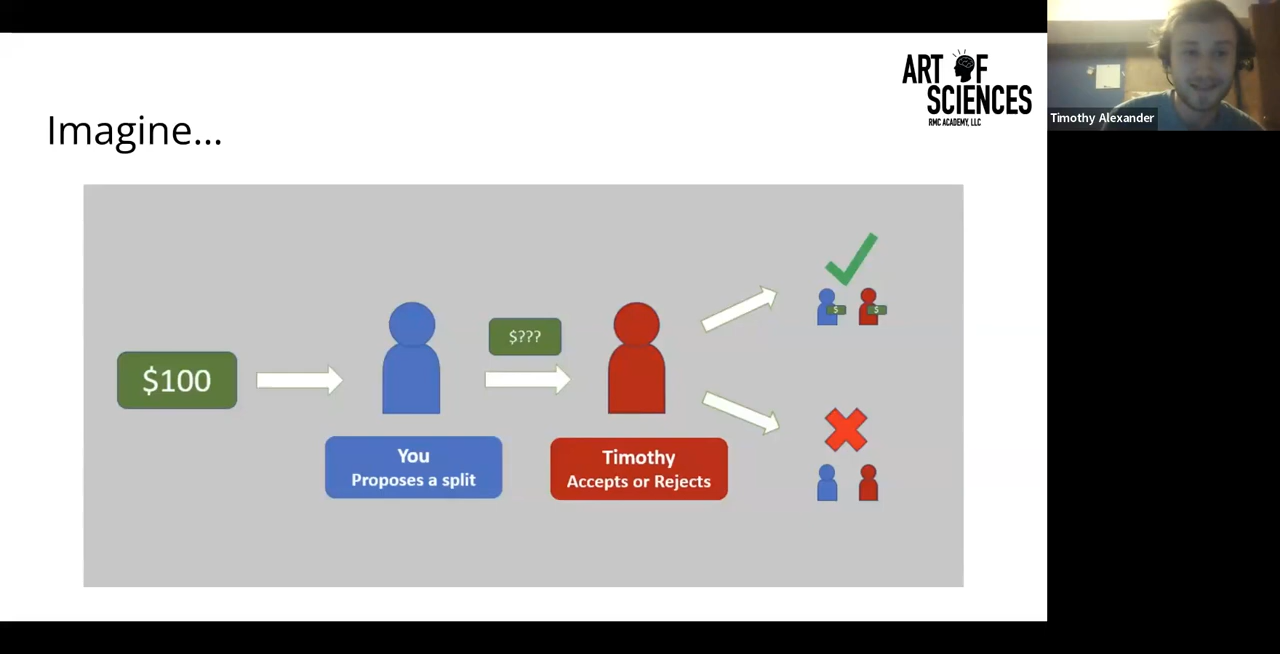 ART OF
SCIENCES
RMC ACADEMY, LLC
Timothy Alexander
Imagine...
$100
$???
You
Proposes a split
Timothy
Accepts or Rejects
$
$